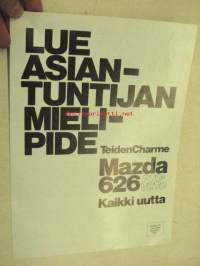 LUE
ASIAN-
TUNTIJAN
MIELI-
PIDE
TeidenCharme
Mazda
626
Kaikki uutta